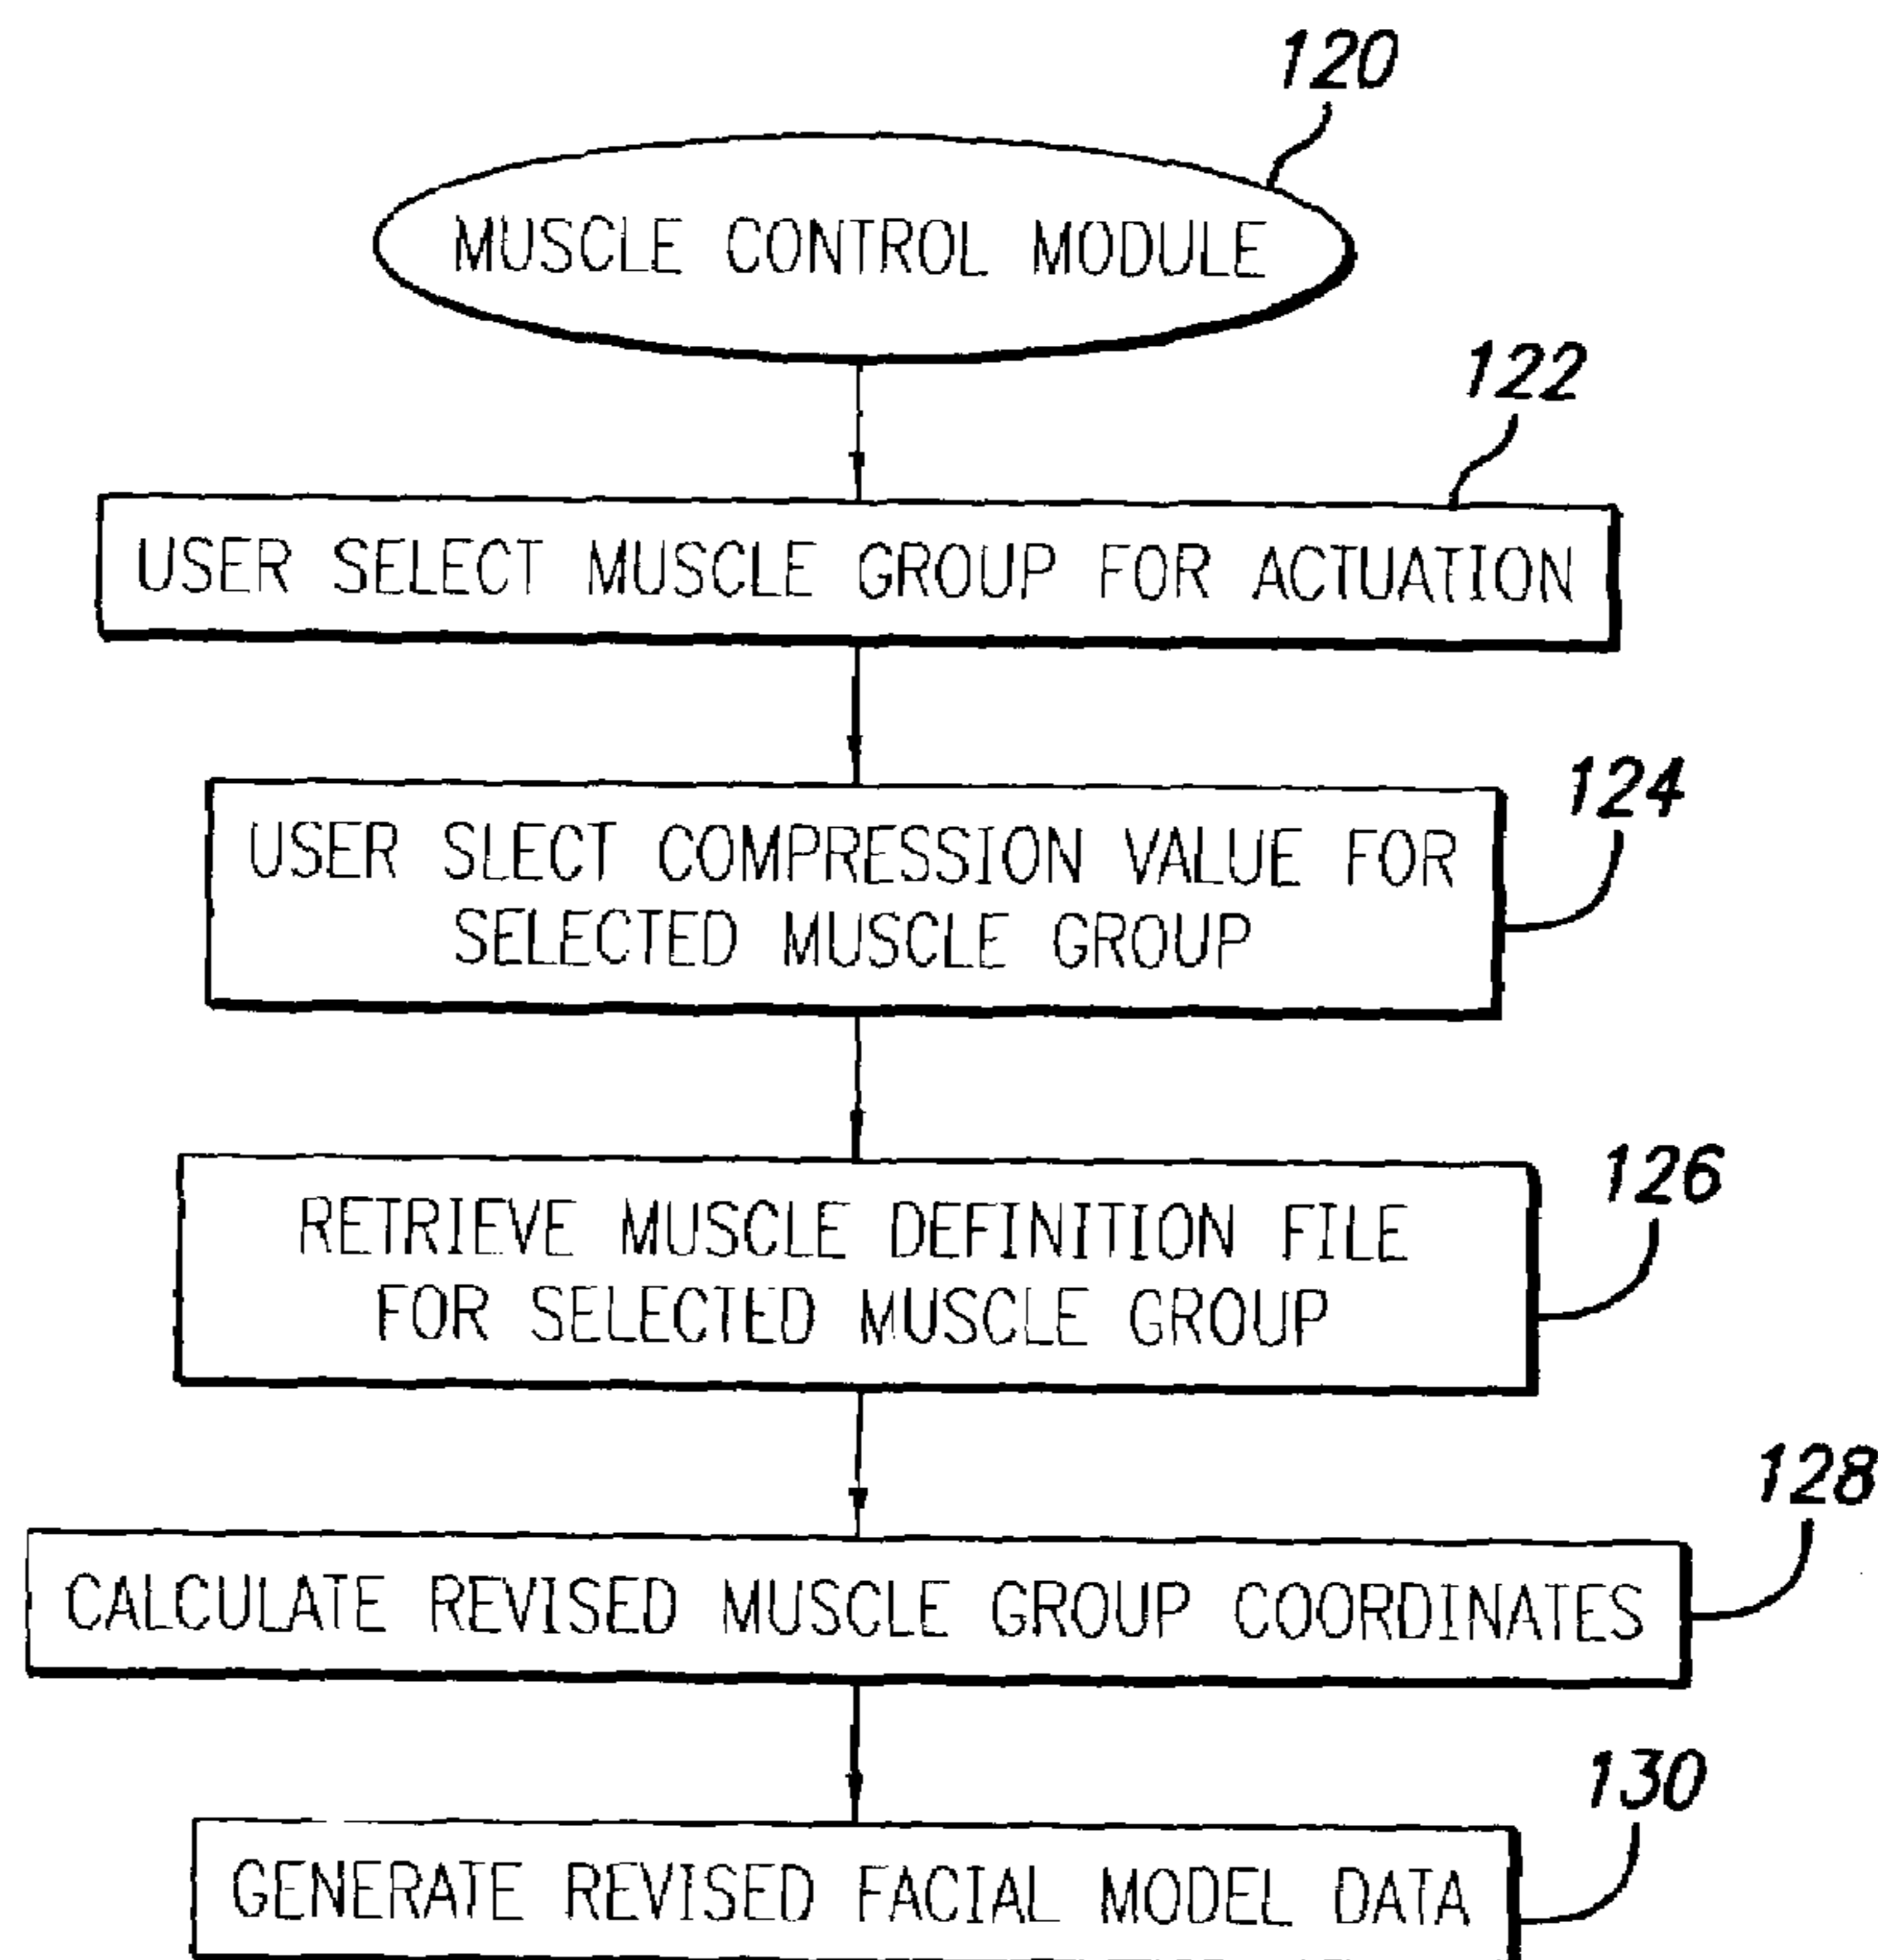 120
MUSCLE CONTROL MODULE
122
USER SELECT MUSCLE GROUP FOR ACTUATION
124
USER SLECT COMPRESSION VALUE FOR
SELECTED MUSCLE GROUP
126
RETRIEVE MUSCLE DEFINITION FILE
FOR SELECTED MUSCLE GROUP
128
CALCULATE REVISED MUSCLE GROUP COORDINATES
130
GENERATE REVISED FACIAL MODEL DATA